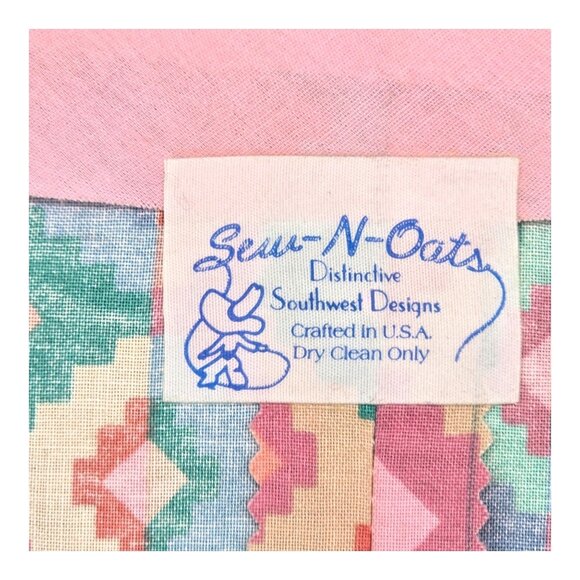 Sew-N-Oats
Distinctive
Southwest Designs
Crafted in U.S.A.
Dry Clean Only